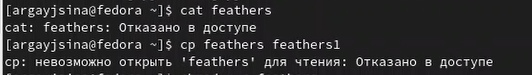 [argayjsina@fedora ~]$ cat feathers
cat: feathers: Отказано в доступе
[argayjsina@fedora ~]$ cp feathers feathers1
cp: невозможно открыть 'feathers' для чтения: Отказано в доступе